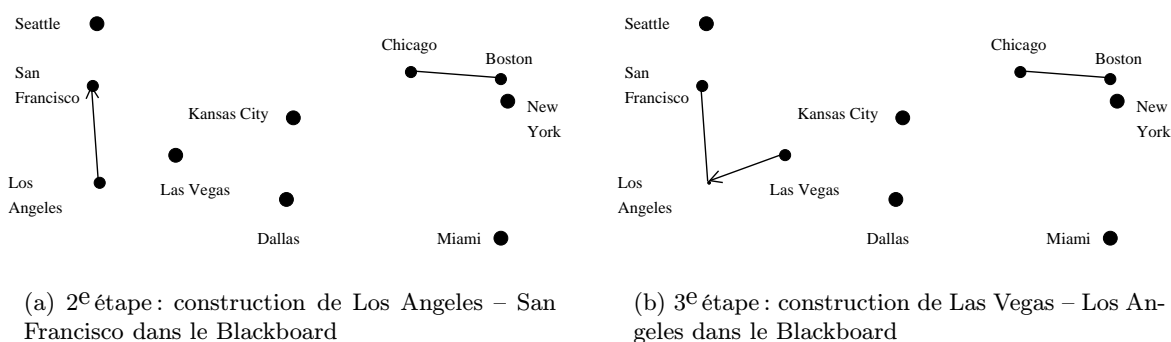 Seattle
Chicago
San
Francisco
Boston
Kansas City
New
York
Los
Angeles
Las Vegas
Dallas
Miami
(a) 2e étape : construction de Los Angeles – San
Francisco dans le Blackboard
Seattle
Chicago
San
Francisco
Boston
Kansas City
New
York
Los
Angeles
Las Vegas
Dallas
Miami
(b) 3e étape : construction de Las Vegas – Los An-
geles dans le Blackboard